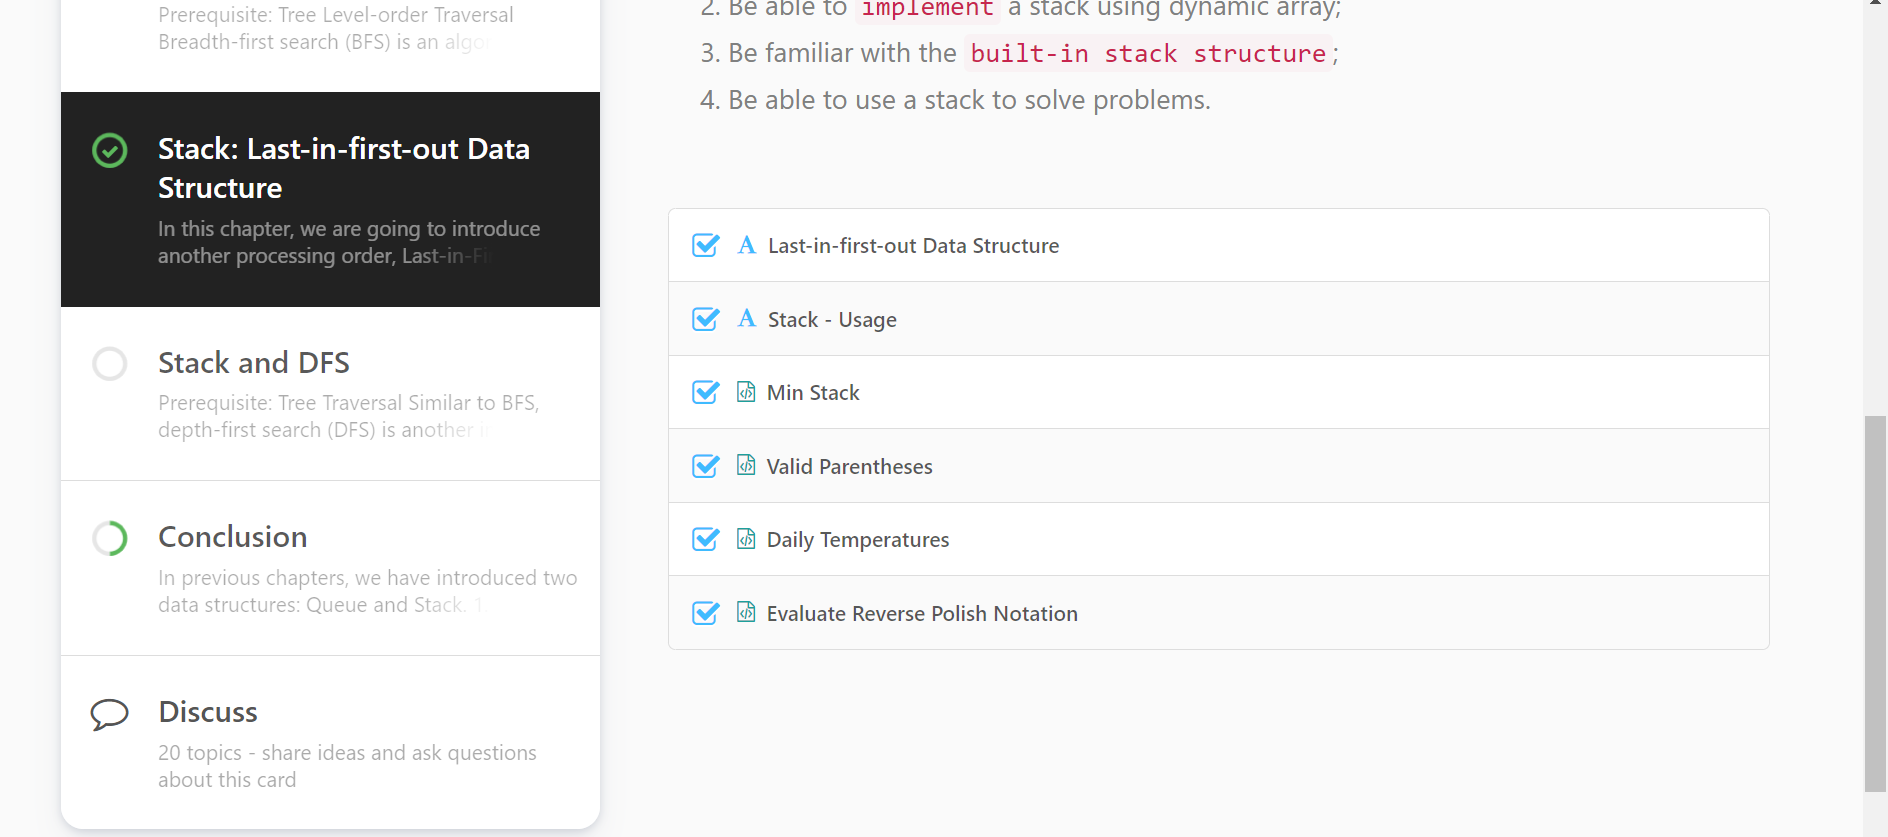 Prerequisite: Tree Level-order Traversal
Breadth-first search (BFS) is an algo
Stack: Last-in-first-out Data
Structure
In this chapter, we are going to introduce
another processing order, Last-in-Fi
Stack and DFS
Prerequisite: Tree Traversal Similar to BFS,
depth-first search (DFS) is another
Conclusion
In previous chapters, we have introduced two
data structures: Queue and Stack. 1
Discuss
20 topics - share ideas and ask questions
about this card
2. Be able to implement a stack using dynamic array;
3. Be familiar with the built-in stack structure;
4. Be able to use a stack to solve problems.
A Last-in-first-out Data Structure
A Stack - Usage
Min Stack
Valid Parentheses
Daily Temperatures
Evaluate Reverse Polish Notation